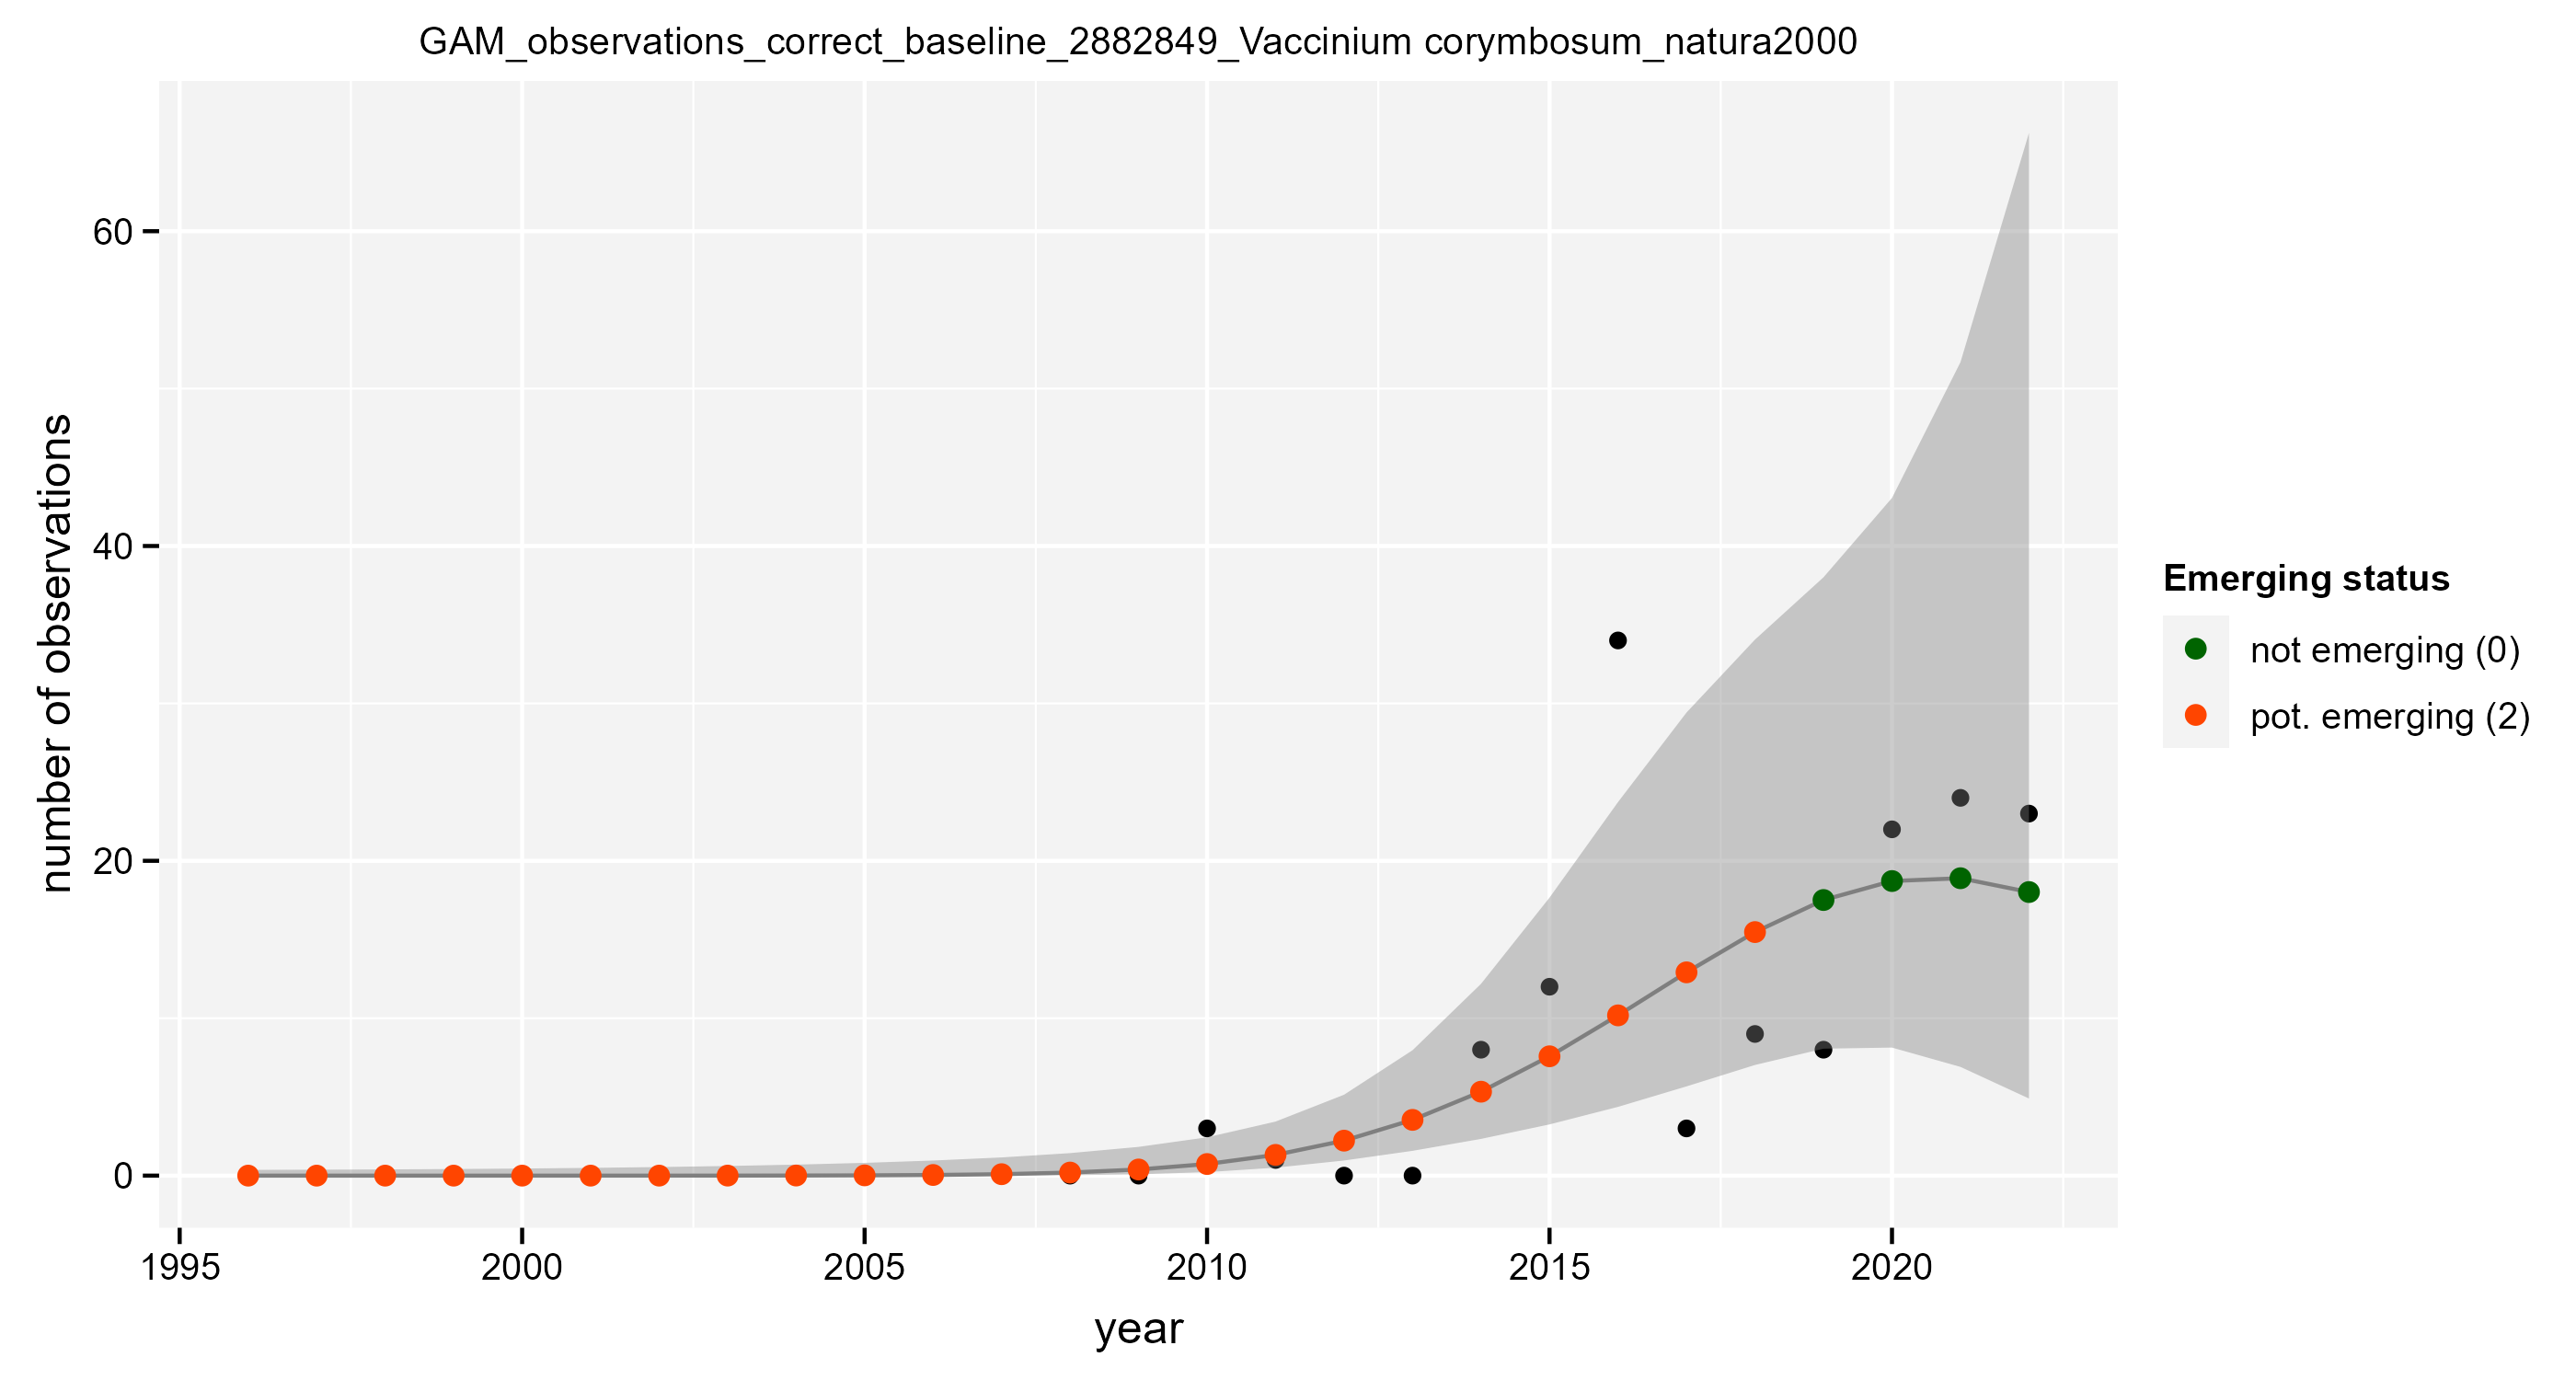 GAM_observations_correct_baseline_2882849_Vaccinium corymbosum_natura2000
number of observations
60
40
20
0
1995
2000
2005
2010
2015
2020
year
Emerging status
not emerging (0)
pot. emerging (2)